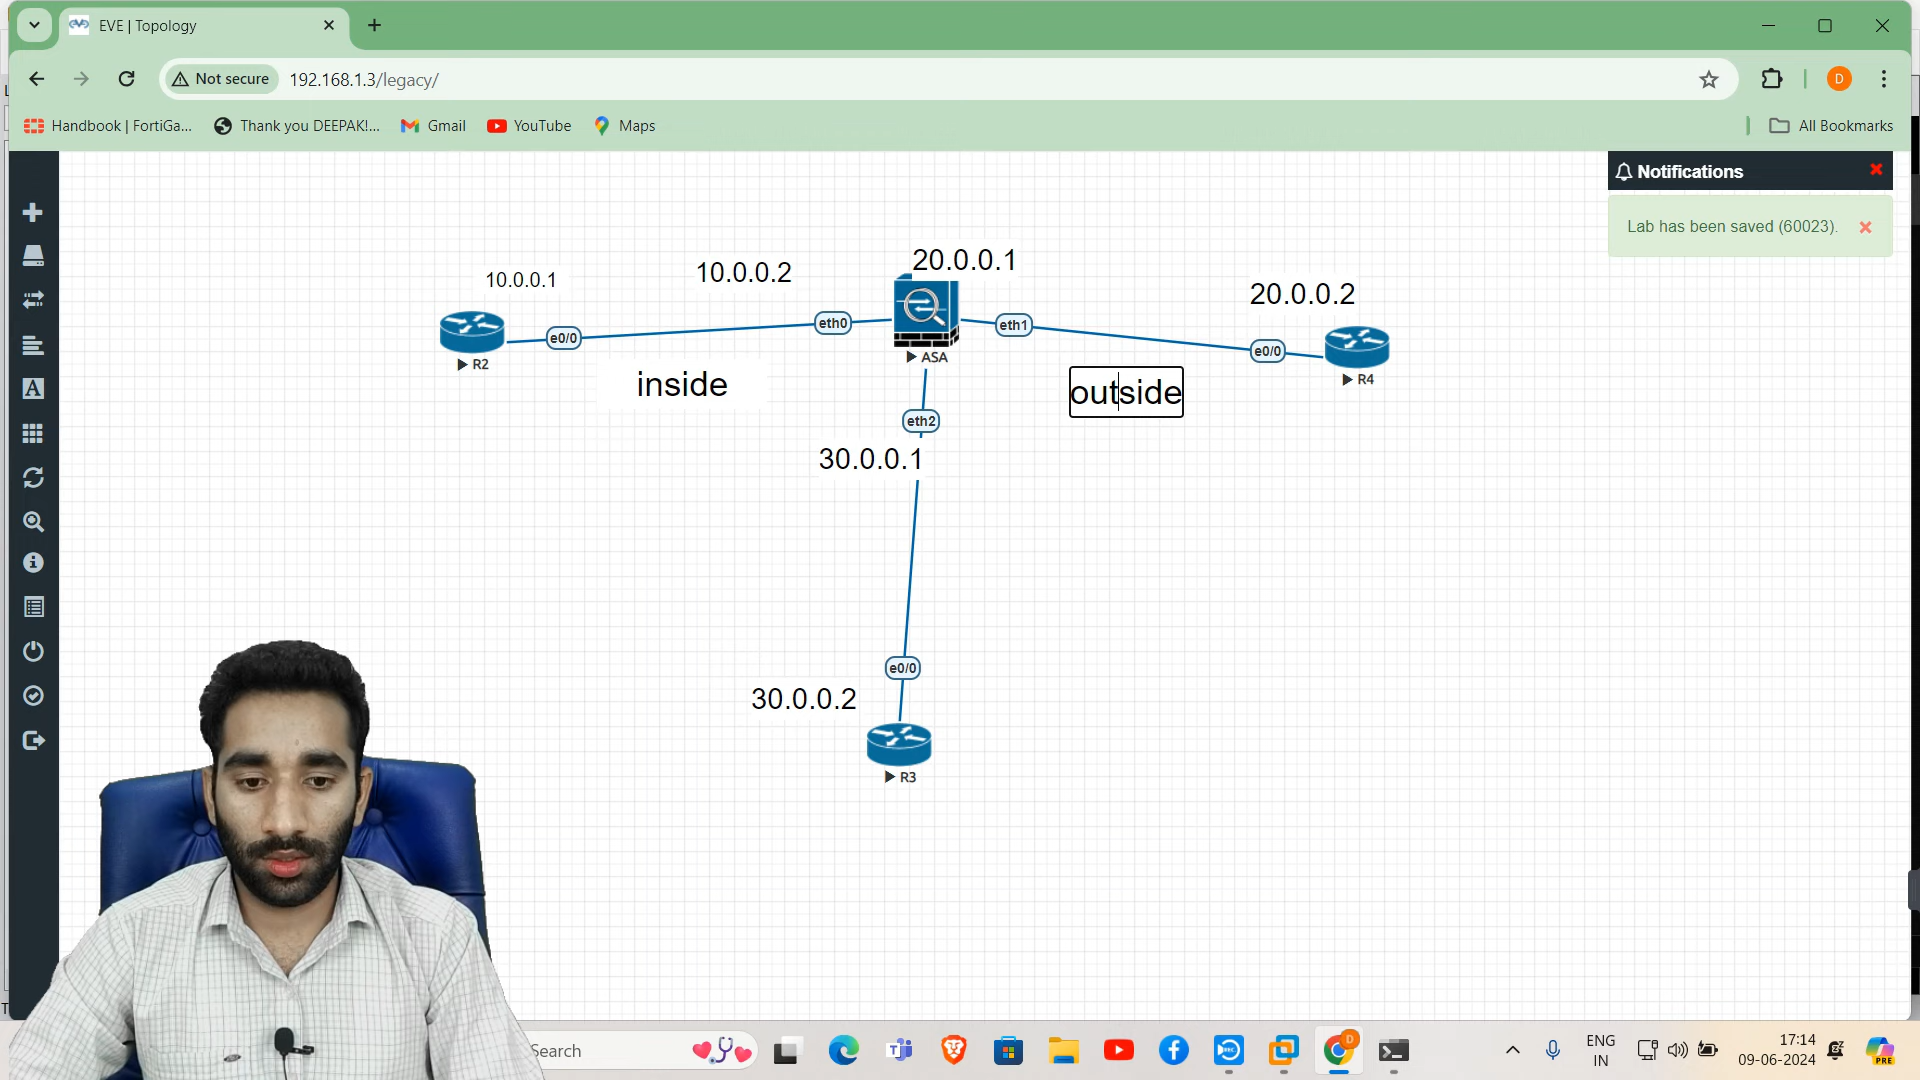 EVE | Topology
Not secure
192.168.1.3/legacy/
D
Handbook | FortiGa...
Thank you DEEPAK!...
Gmail
YouTube
Maps
All Bookmarks
Notifications
Lab has been saved (60023).
20.0.0.1
10.0.0.1
10.0.0.2
20.0.0.2
e0/0
eth0
eth1
e0/0
R2
ASA
R4
inside
outside
eth2
30.0.0.1
e0/0
30.0.0.2
R3
Search
D
ENG
IN
17:14
09-06-2024
PRE